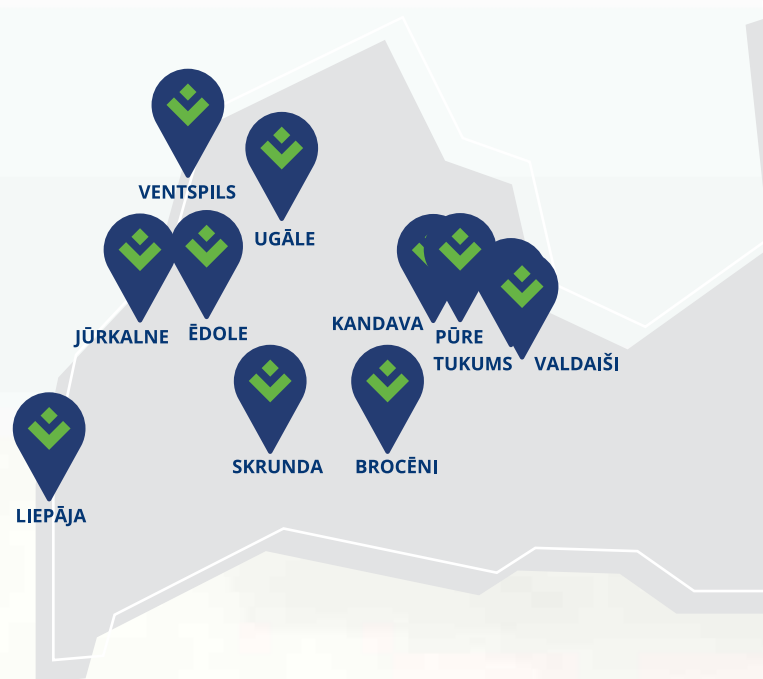 VENTSPILS
UGĀLE
JŪRKALNE
ĒDOLE
KANDAVA
PŪRE
TUKUMS
VALDAIŠI
SKRUNDA
BROCĒNI
LIEPĀJA